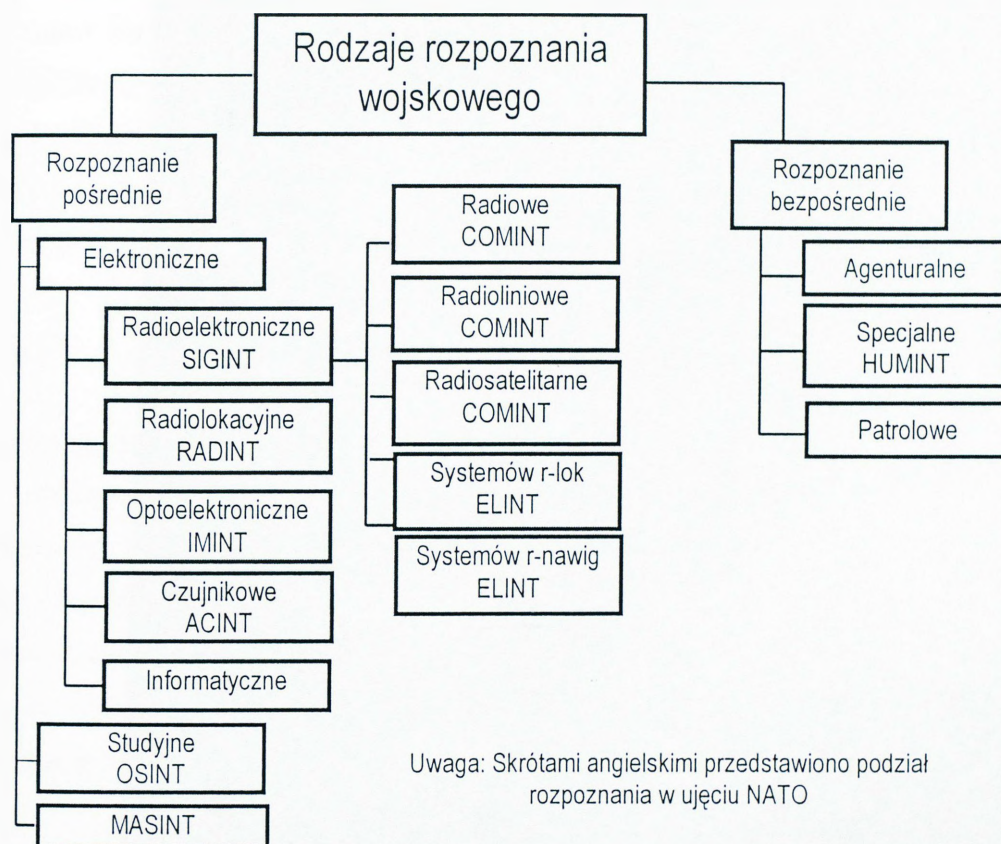 Rodzaje rozpoznania
wojskowego
Rozpoznanie
pośrednie
Elektroniczne
Radioelektroniczne
SIGINT
Radiolokacyjne
RADINT
Optoelektroniczne
IMINT
Czujnikowe
ACINT
Informatyczne
Studyjne
OSINT
MASINT
Radiowe
COMINT
Radioliniowe
COMINT
Radiosatelitarne
COMINT
Systemów r-lok
ELINT
Systemów r-nawig
ELINT
Rozpoznanie
bezpośrednie
Agenturalne
Specjalne
HUMINT
Patrolowe
Uwaga: Skrótami angielskimi przedstawiono podział
rozpoznania w ujęciu NATO